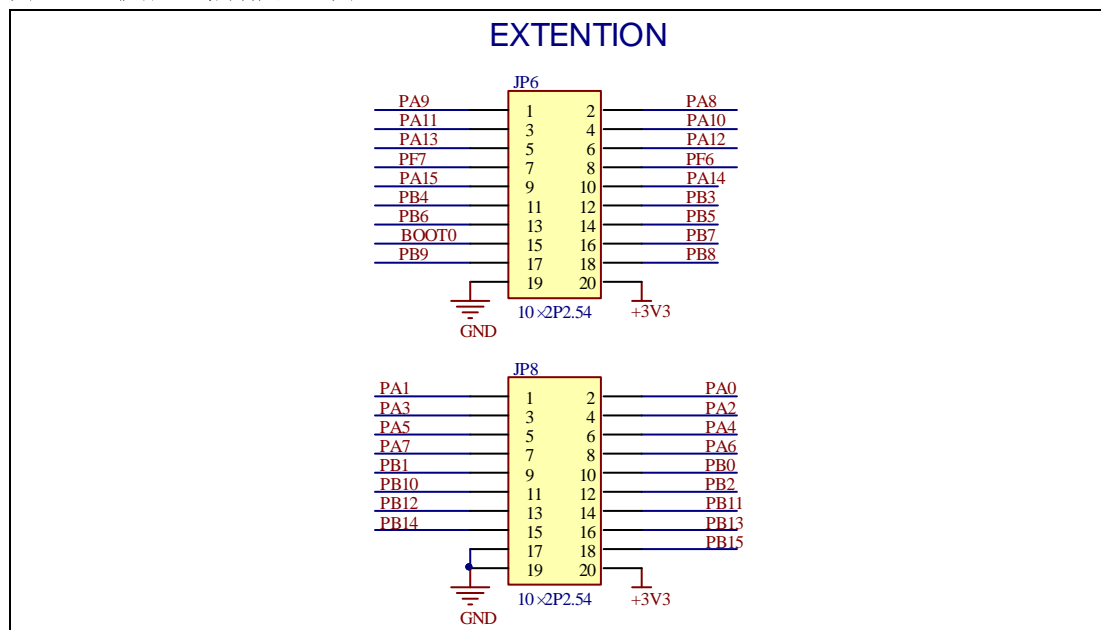 EXTENTION
JP6
PA9 1 2 PA8
PA11 3 4 PA10
PA13 5 6 PA12
PF7 7 8 PF6
PA15 9 10 PA14
PB4 11 12 PB3
PB6 13 14 PB5
BOOT0 15 16 PB7
PB9 17 18 PB8
19 20
10×2P2.54
+3V3
GND
JP8
PA1 1 2 PA0
PA3 3 4 PA2
PA5 5 6 PA4
PA7 7 8 PA6
PB1 9 10 PB0
PB10 11 12 PB2
PB12 13 14 PB11
PB14 15 16 PB13
17 18 PB15
19 20
10×2P2.54
+3V3
GND